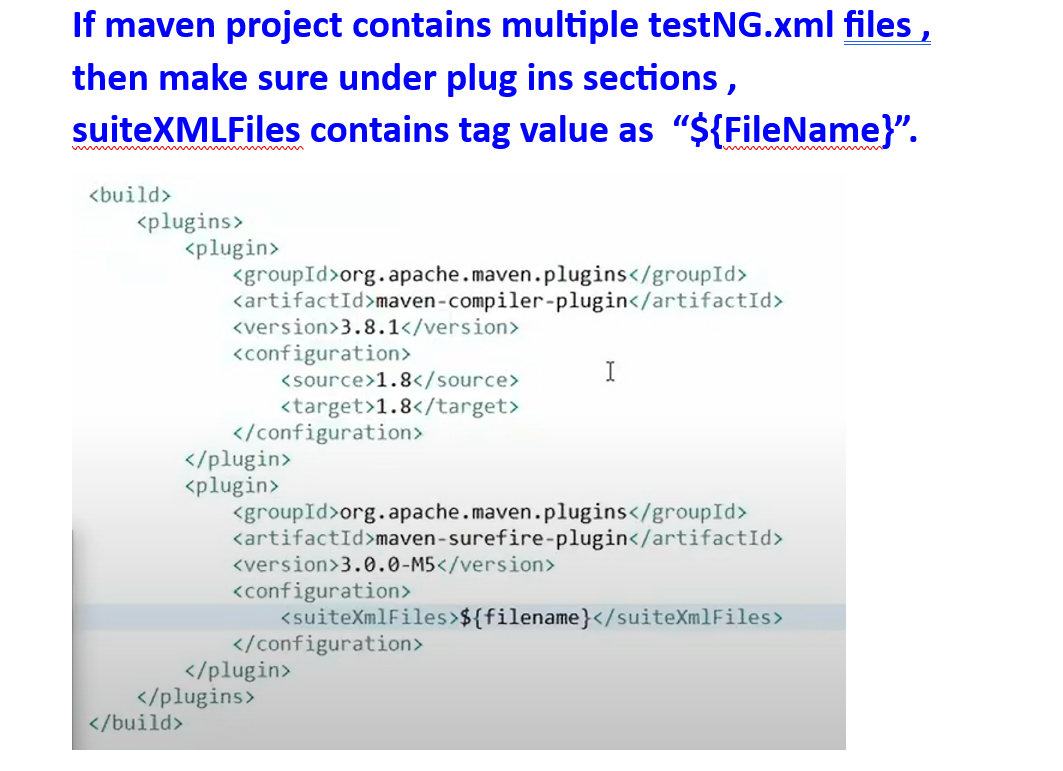 If maven project contains multiple testNG.xml files ,
then make sure under plug ins sections ,
suiteXMLFiles contains tag value as “${FileName}”.
<build>
<plugins>
<plugin>
<groupId>org.apache.maven.plugins</groupId>
<artifactId>maven-compiler-plugin</artifactId>
<version>3.8.1</version>
<configuration>
<source>1.8</source>
<target>1.8</target>
</configuration>
</plugin>
<plugin>
<groupId>org.apache.maven.plugins</groupId>
<artifactId>maven-surefire-plugin</artifactId>
<version>3.0.0-M5</version>
<configuration>
<suiteXmlFiles>${filename}</suiteXmlFiles>
</configuration>
</plugin>
</plugins>
</build>